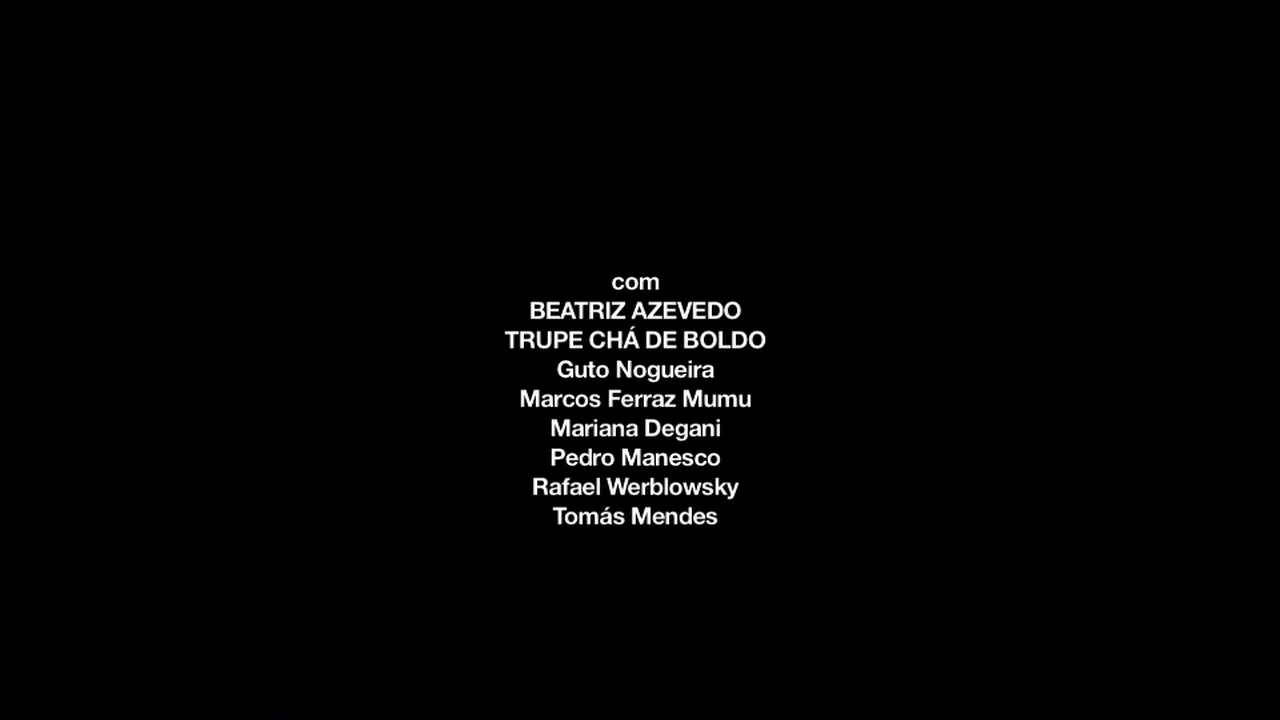 com
BEATRIZ AZEVEDO
TRUPE CHÁ DE BOLDO
Guto Nogueira
Marcos Ferraz Mumu
Mariana Degani
Pedro Manesco
Rafael Werblowsky
Tomás Mendes